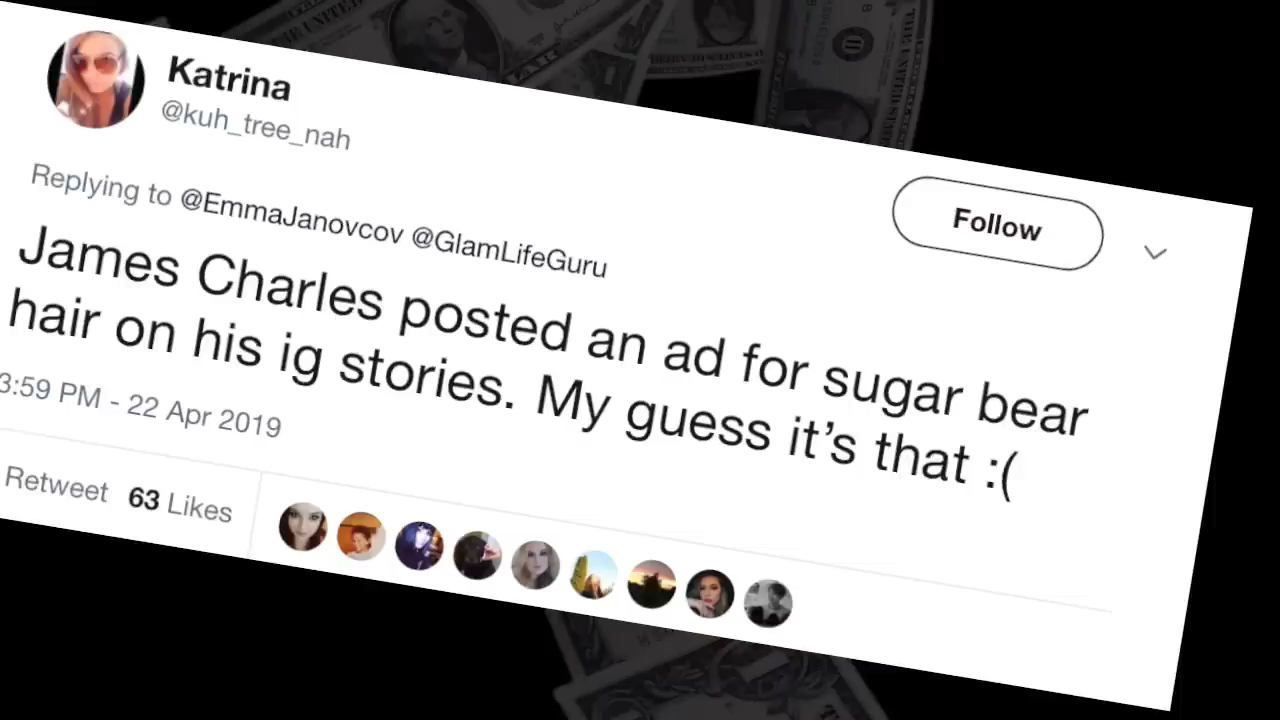 Katrina
@kuh_tree_nah
Follow
Replying to @EmmaJanovcov @GlamLifeGuru
James Charles posted an ad for sugar bear
hair on his ig stories. My guess it's that :(
3:59 PM - 22 Apr 2019
Retweet 63 Likes